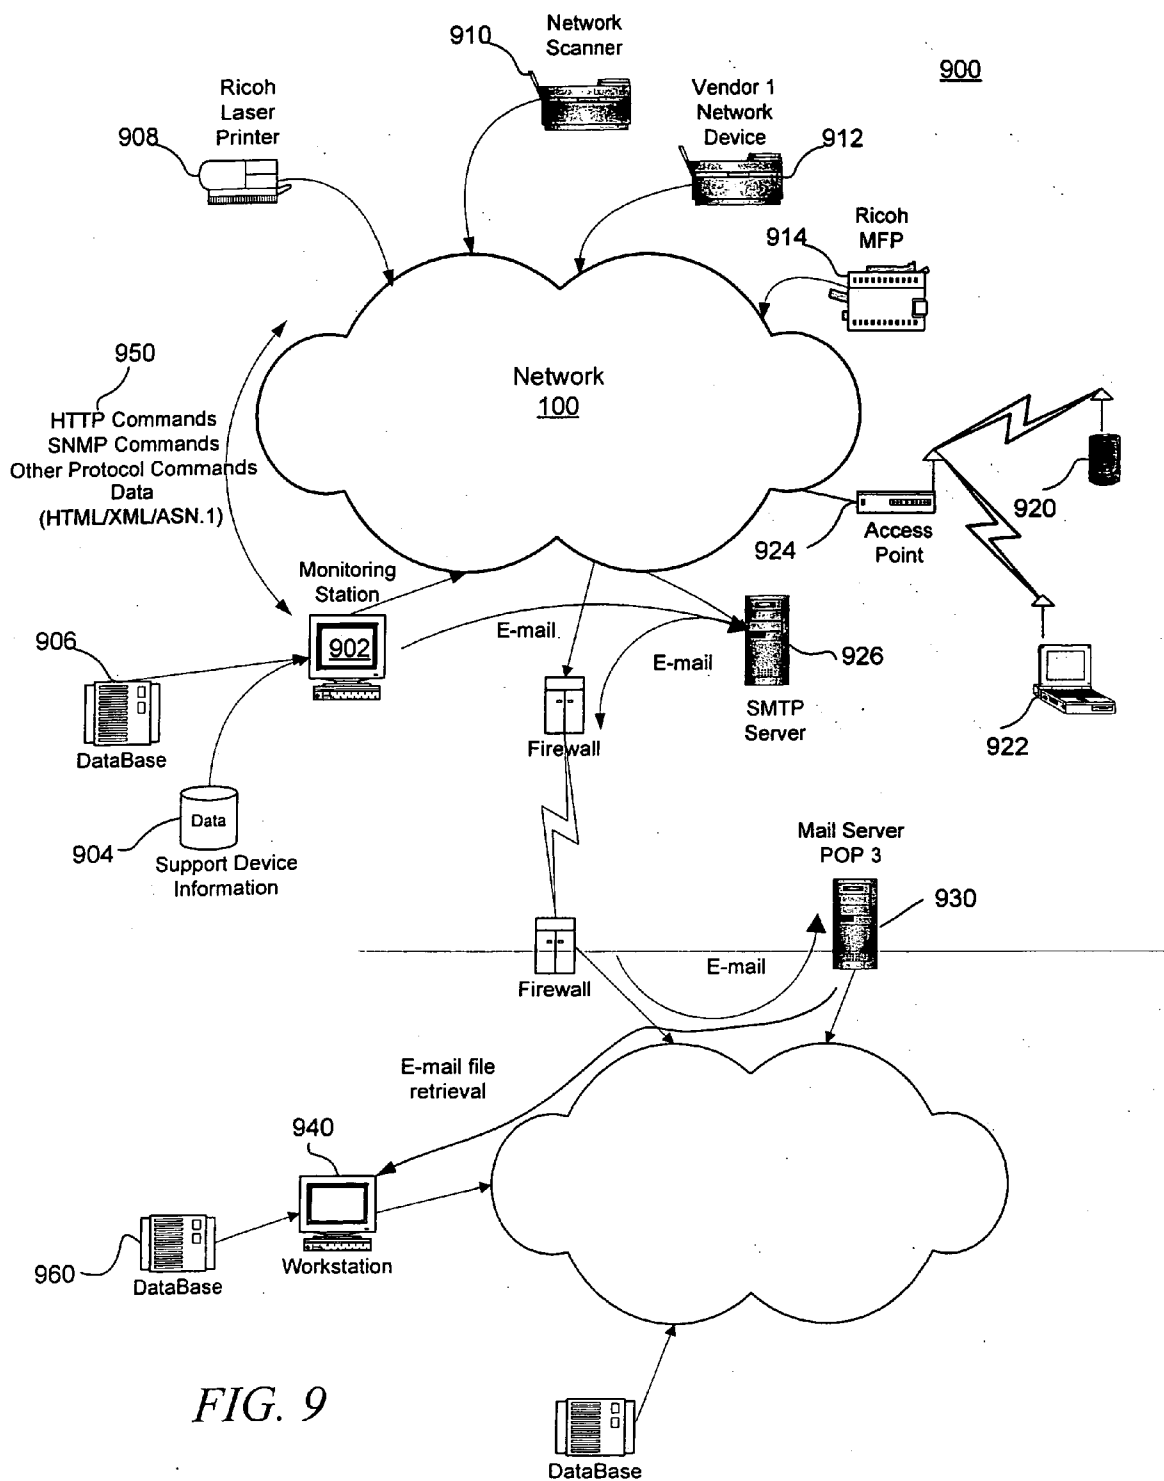 910
Network
Scanner
900
Ricoh
Laser
Printer
Vendor 1
Network
Device
908
912
914
Ricoh
MFP
950
Network
100
HTTP Commands
SNMP Commands
Other Protocol Commands
Data
(HTML/XML/ASN.1)
920
924
Access
Point
Monitoring
Station
902
E-mail
E-mail
906
926
922
DataBase
Firewall
SMTP
Server
Data
904
Support Device
Information
Mail Server
POP 3
930
E-mail
Firewall
E-mail file
retrieval
940
960
DataBase
Workstation
FIG. 9
DataBase